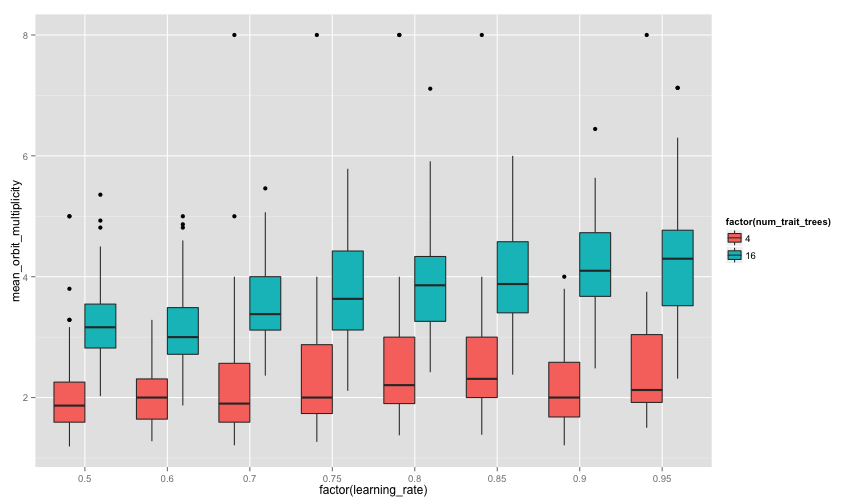 8
6
4
2
mean_orbit_multiplicity
0.5 0.6 0.7 0.75 0.8 0.85 0.9 0.95
factor(learning_rate)
factor(num_trait_trees)
4
16